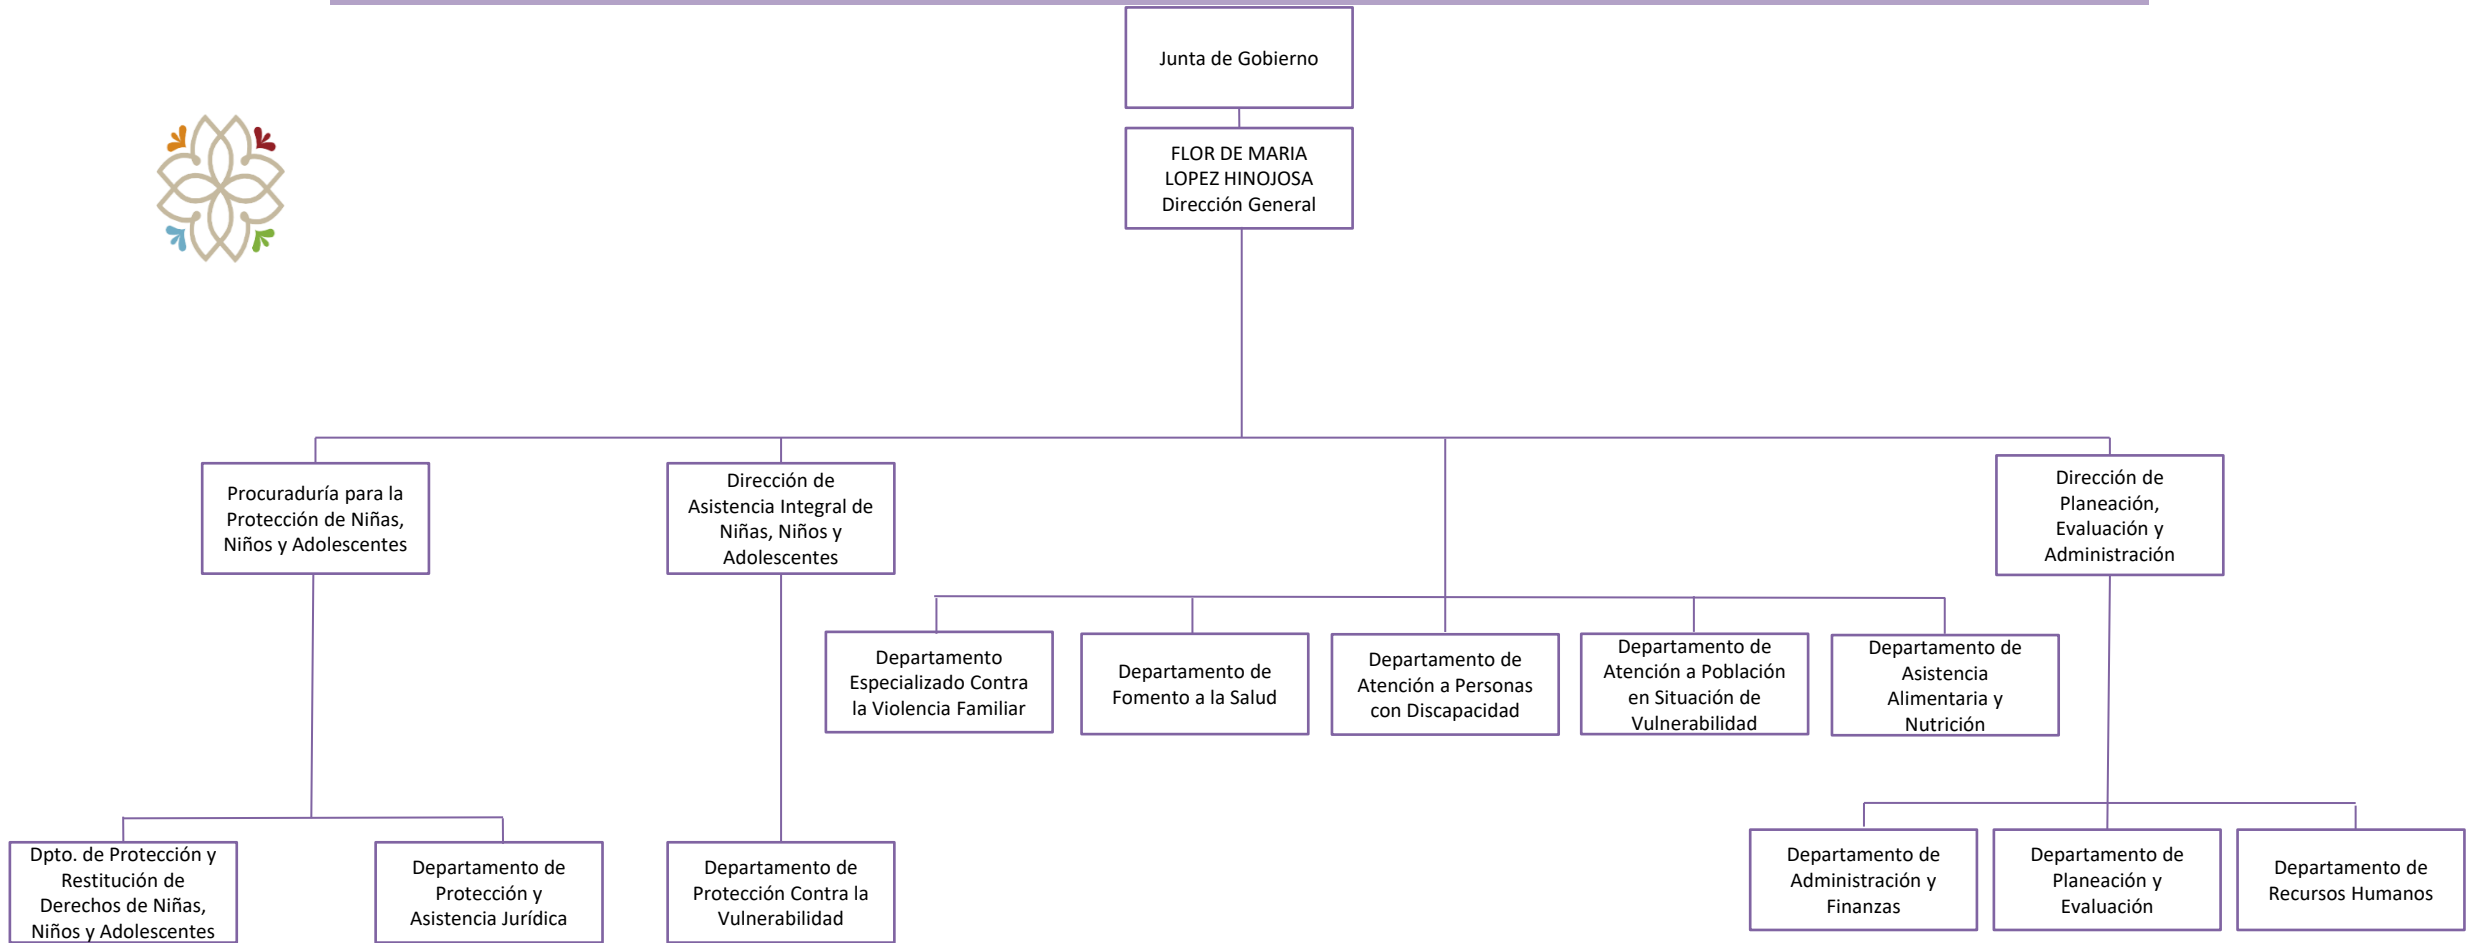 Junta de Gobierno
FLOR DE MARIA
LOPEZ HINOJOSA
Dirección General
Procuraduría para la
Protección de Niñas,
Niños y Adolescentes
Dirección de
Asistencia Integral de
Niñas, Niños y
Adolescentes
Dirección de
Planeación,
Evaluación y
Administración
Departamento
Especializado Contra
la Violencia Familiar
Departamento de
Fomento a la Salud
Departamento de
Atención a Personas
con Discapacidad
Departamento de
Atención a Población
en Situación de
Vulnerabilidad
Departamento de
Asistencia
Alimentaria y
Nutrición
Dpto. de Protección y
Restitución de
Derechos de Niñas,
Niños y Adolescentes
Departamento de
Protección y
Asistencia Jurídica
Departamento de
Protección Contra la
Vulnerabilidad
Departamento de
Administración y
Finanzas
Departamento de
Planeación y
Evaluación
Departamento de
Recursos Humanos